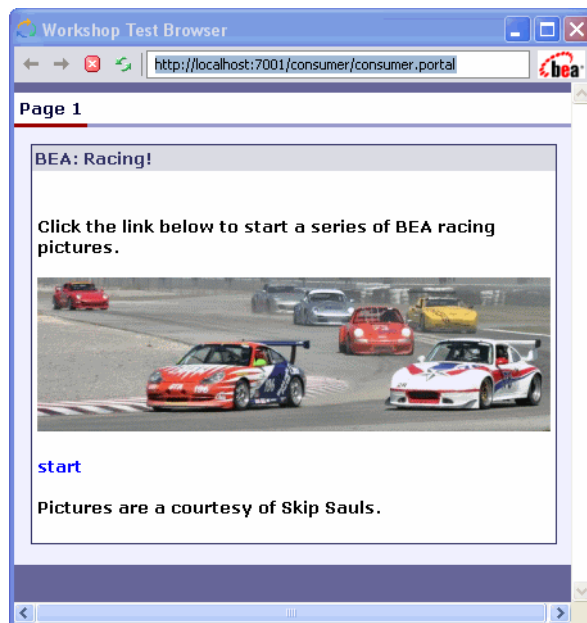 Workshop Test Browser
http://localhost:7001/consumer/consumer.portal
bea
Page 1
BEA: Racing!
Click the link below to start a series of BEA racing
pictures.
start
Pictures are a courtesy of Skip Sauls.